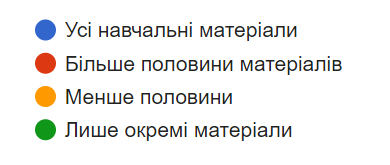 Усі навчальні матеріали
Більше половини матеріалів
Менше половини
Лише окремі матеріали